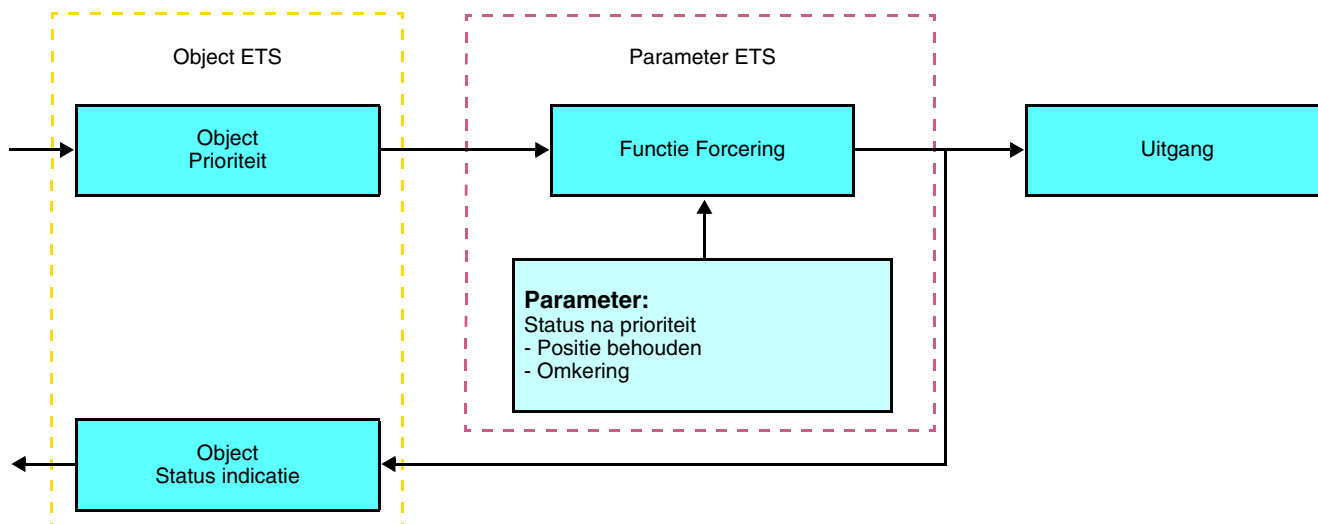 Object ETS
Parameter ETS
Object
Prioriteit
Functie Forcering
Uitgang
Parameter:
Status na prioriteit
- Positie behouden
- Omkering
Object
Status indicatie